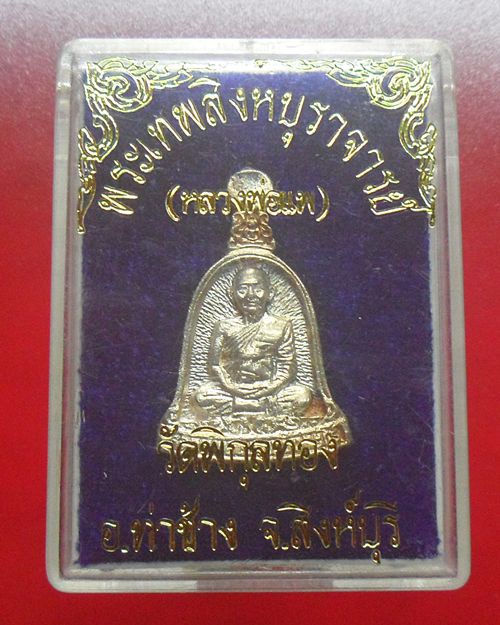 พระเทพสิงหบุราจารย์
(หลวงพ่อแพ)
วัดพิกุลทอง
อ.ท่าช้าง จ.สิงห์บุรี